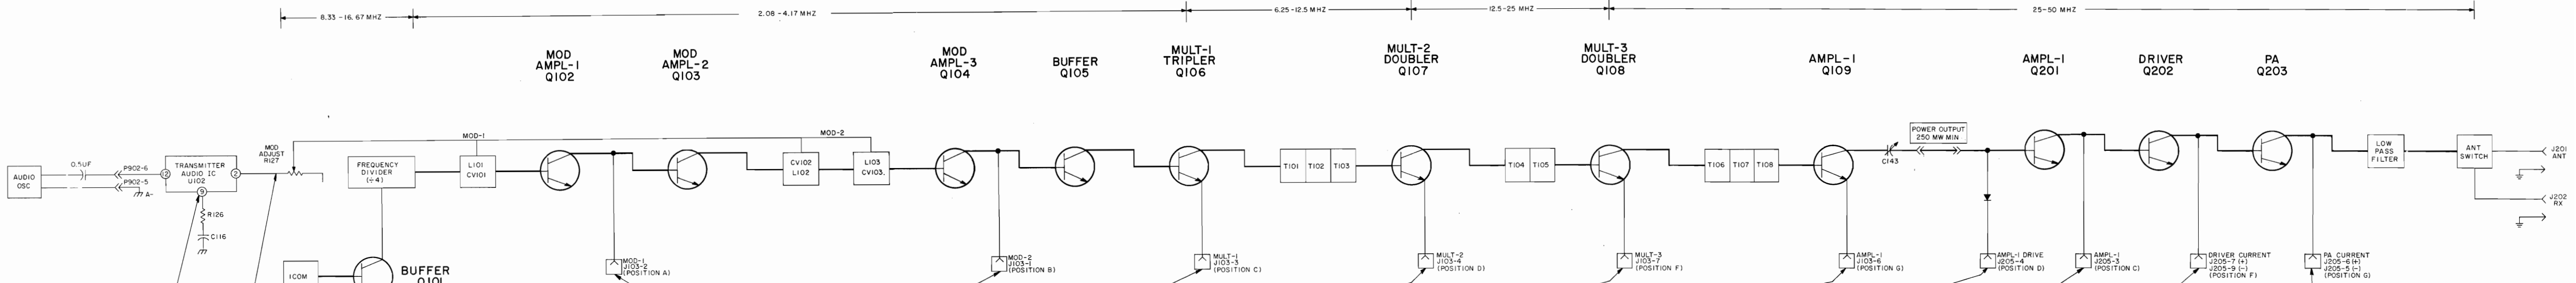 8.33 -16.67 MHZ
2.08 -4.17 MHZ
6.25 -12.5 MHZ
12.5-25 MHZ
25-50 MHZ
MOD
AMPL-1
Q102
MOD
AMPL-2
Q103
MOD
AMPL-3
Q104
BUFFER
Q105
MULT-1
TRIPLER
Q106
MULT-2
DOUBLER
Q107
MULT-3
DOUBLER
Q108
AMPL-1
Q109
AMPL-1
Q201
DRIVER
Q202
PA
Q203
AUDIO
OSC
0.5UF
P902-6
P902-5
A-
12
TRANSMITTER
AUDIO IC
U102
2
9
R126
C116
MOD
ADJUST
R127
MOD-1
MOD-2
FREQUENCY
DIVIDER
(÷4)
L101
CV101
CV102
L102
L103
CV103.
T101
T102
T103
T104
T105
T106
T107
T108
C143
POWER OUTPUT
250 MW MIN
LOW
PASS
FILTER
ANT
SWITCH
J201
ANT
J202
RX
ICOM
BUFFER
Q101
MOD-1
J103-2
(POSITION A)
MOD-2
J103-1
(POSITION B)
MULT-1
J103-3
(POSITION C)
MULT-2
J103-4
(POSITION D)
MULT-3
J103-7
(POSITION F)
AMPL-1
J103-6
(POSITION G)
AMPL-1 DRIVE
J205-4
(POSITION D)
AMPL-1
J205-3
(POSITION C)
DRIVER CURRENT
J205-7 (+)
J205-9 (-)
(POSITION F)
PA CURRENT
J205-6 (+)
J205-5 (-)
(POSITION G)